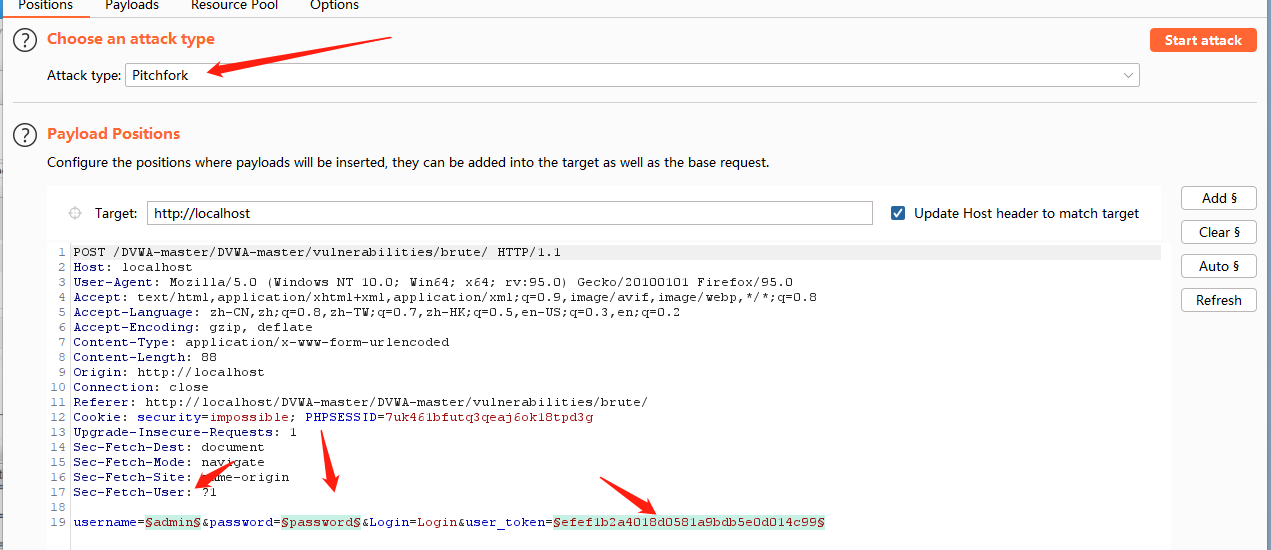 Positions Payloads Resource Pool Options
? Choose an attack type Start attack
Attack type: Pitchfork
? Payload Positions
Configure the positions where payloads will be inserted, they can be added into the target as well as the base request.
Target: http://localhost Update Host header to match target
Add §
Clear §
Auto §
Refresh
1 POST /DVWA-master/DVWA-master/vulnerabilities/brute/ HTTP/1.1
2 Host: localhost
3 User-Agent: Mozilla/5.0 (Windows NT 10.0; Win64; x64; rv:95.0) Gecko/20100101 Firefox/95.0
4 Accept: text/html,application/xhtml+xml,application/xml;q=0.9,image/avif,image/webp,*/*;q=0.8
5 Accept-Language: zh-CN,zh;q=0.8,zh-TW;q=0.7,zh-HK;q=0.5,en-US;q=0.3,en;q=0.2
6 Accept-Encoding: gzip, deflate
7 Content-Type: application/x-www-form-urlencoded
8 Content-Length: 88
9 Origin: http://localhost
10 Connection: close
11 Referer: http://localhost/DVWA-master/DVWA-master/vulnerabilities/brute/
12 Cookie: security=impossible; PHPSESSID=7uk461bfutq3qeaj6ok18tpd3g
13 Upgrade-Insecure-Requests: 1
14 Sec-Fetch-Dest: document
15 Sec-Fetch-Mode: navigate
16 Sec-Fetch-Site: same-origin
17 Sec-Fetch-User: ?1
18
19 username=§admin§&password=§password§&Login=Login&user_token=§efef1b2a4018d0581a9bdb5e0d014c99§